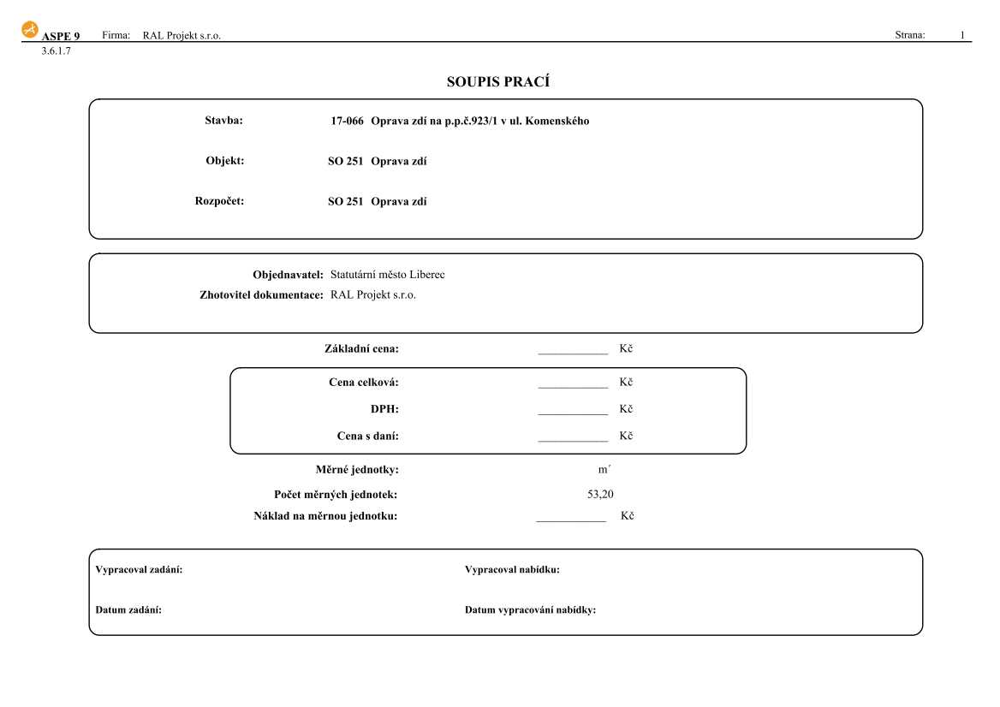 ASPE 9 Firma: RAL Projekt s.r.o. Strana: 1
3.6.1.7
SOUPIS PRACÍ
Stavba: 17-066 Oprava zdí na p.p.č.923/1 v ul. Komenského
Objekt: SO 251 Oprava zdí
Rozpočet: SO 251 Oprava zdí
Objednavatel: Statutární město Liberec
Zhotovitel dokumentace: RAL Projekt s.r.o.
Základní cena: ____________ Kč
Cena celková: ____________ Kč
DPH: ____________ Kč
Cena s daní: ____________ Kč
Měrné jednotky: m´
Počet měrných jednotek: 53,20
Náklad na měrnou jednotku: ____________ Kč
Vypracoval zadání: Vypracoval nabídku:
Datum zadání: Datum vypracování nabídky: